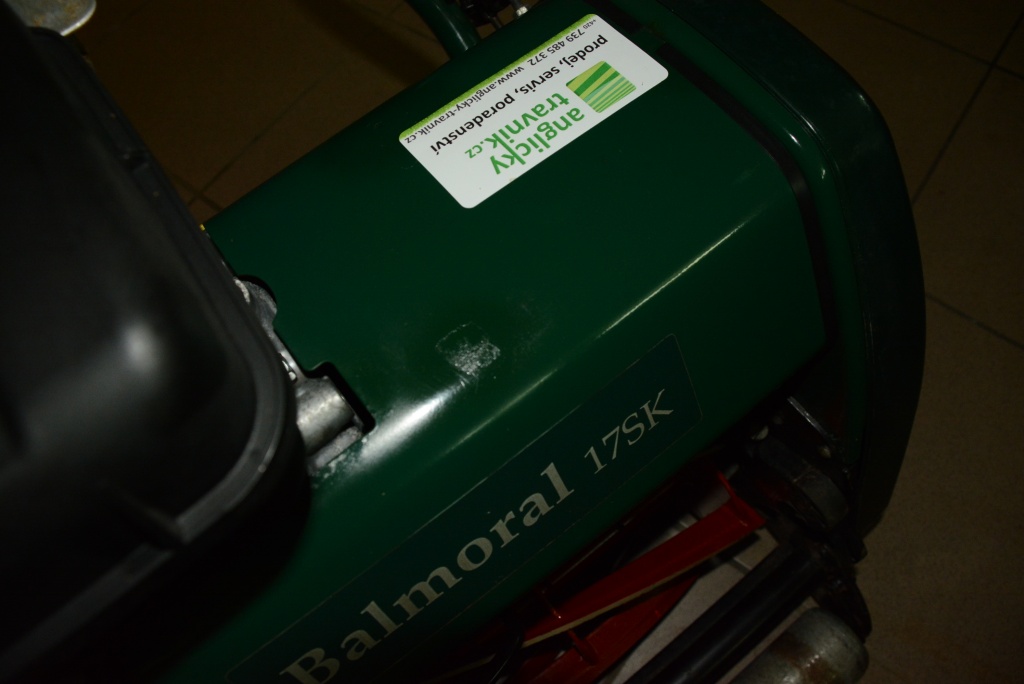 anglicky
travnik.cz
prodej, servis, poradenství
+420 739 485 372 www.anglicky-travnik.cz
Balmoral 17SK